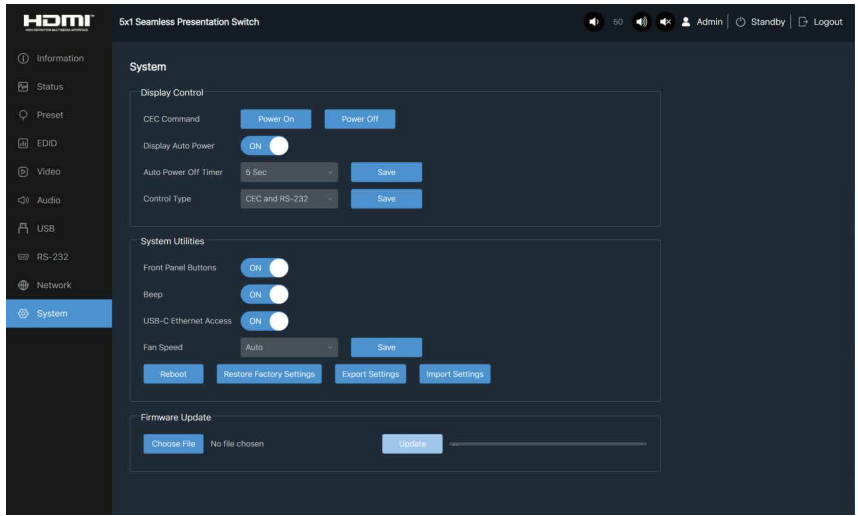 HDMI
HIGH-DEFINITION MULTIMEDIA INTERFACE
5x1 Seamless Presentation Switch
50
Admin
Standby
Logout
Information
Status
Preset
EDID
Video
Audio
USB
RS-232
Network
System
System
Display Control
CEC Command Power On Power Off
Display Auto Power ON
Auto Power Off Timer 5 Sec Save
Control Type CEC and RS-232 Save
System Utilities
Front Panel Buttons ON
Beep ON
USB-C Ethernet Access ON
Fan Speed Auto Save
Reboot Restore Factory Settings Export Settings Import Settings
Firmware Update
Choose File No file chosen Update